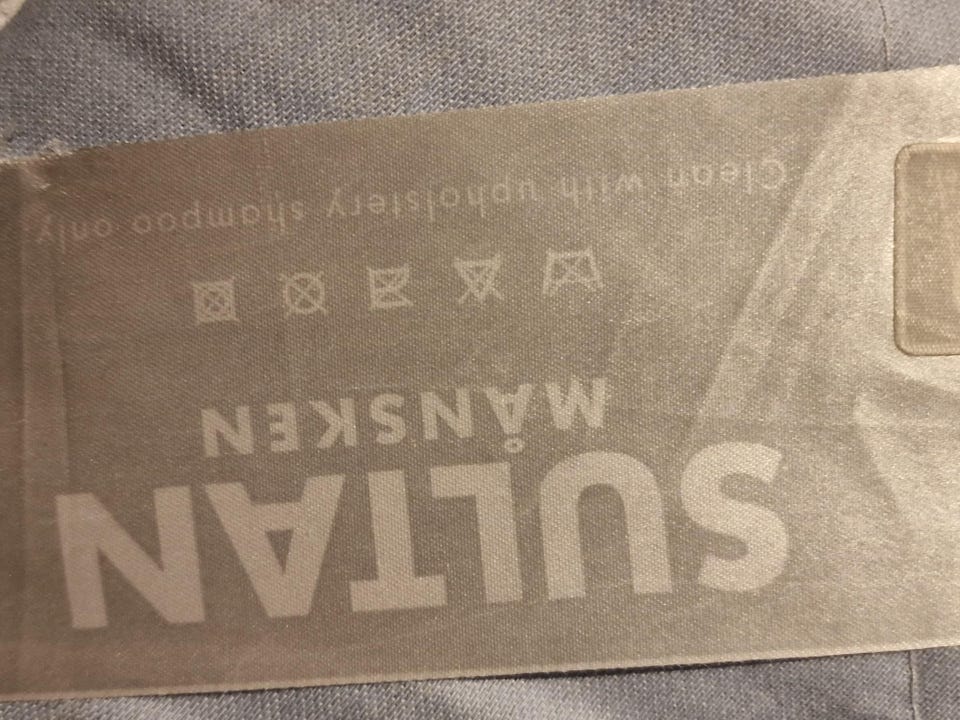 SULTAN
MÅNSKEN
Clean with upholstery shampoo only.